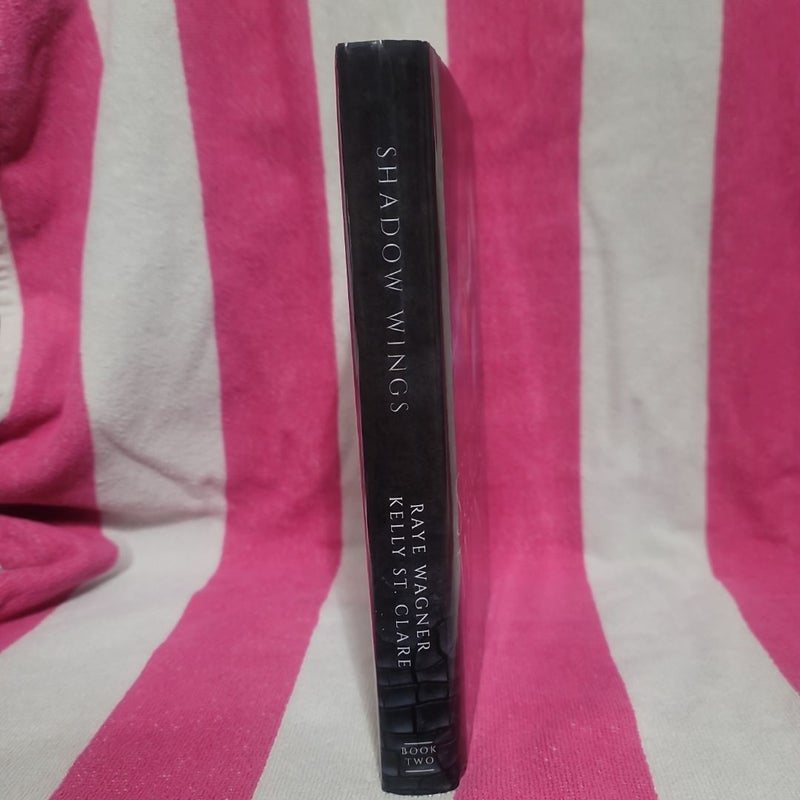 SHADOW WINGS
RAYE WAGNER
KELLY ST. CLARE
BOOK
TWO